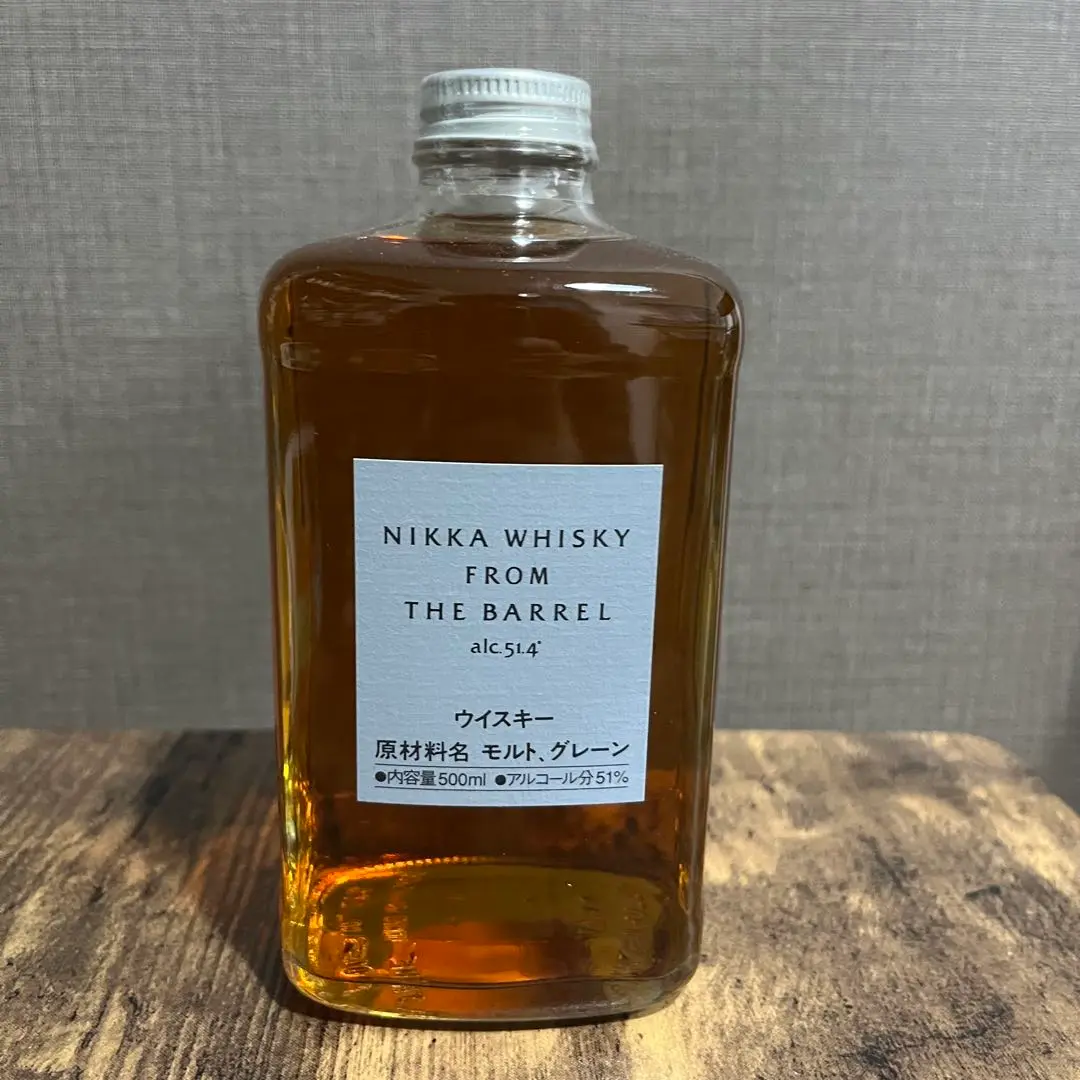 NIKKA WHISKY
FROM
THE BARREL
alc.51.4°
ウイスキー
原材料名 モルト、グレーン
●内容量500ml ●アルコール分51%